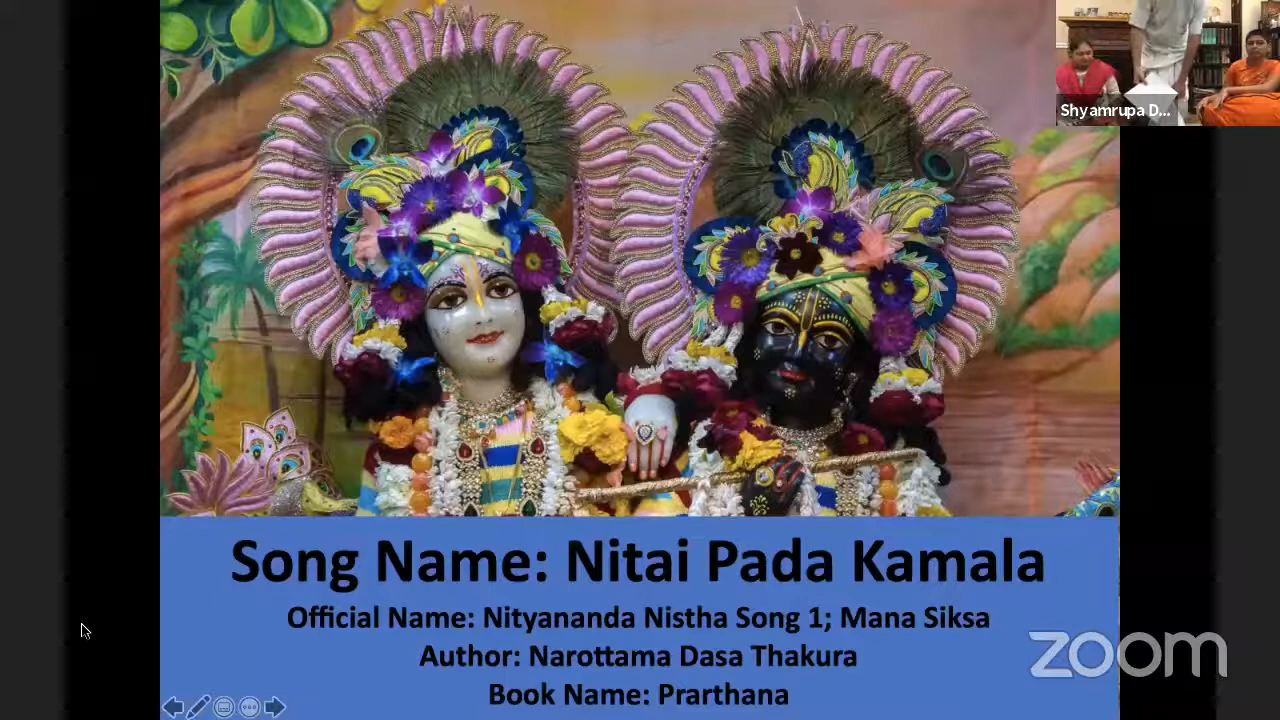 Shyamrupa D...
Song Name: Nitai Pada Kamala
Official Name: Nityananda Nistha Song 1; Mana Siksa
Author: Narottama Dasa Thakura
Book Name: Prarthana
zoom